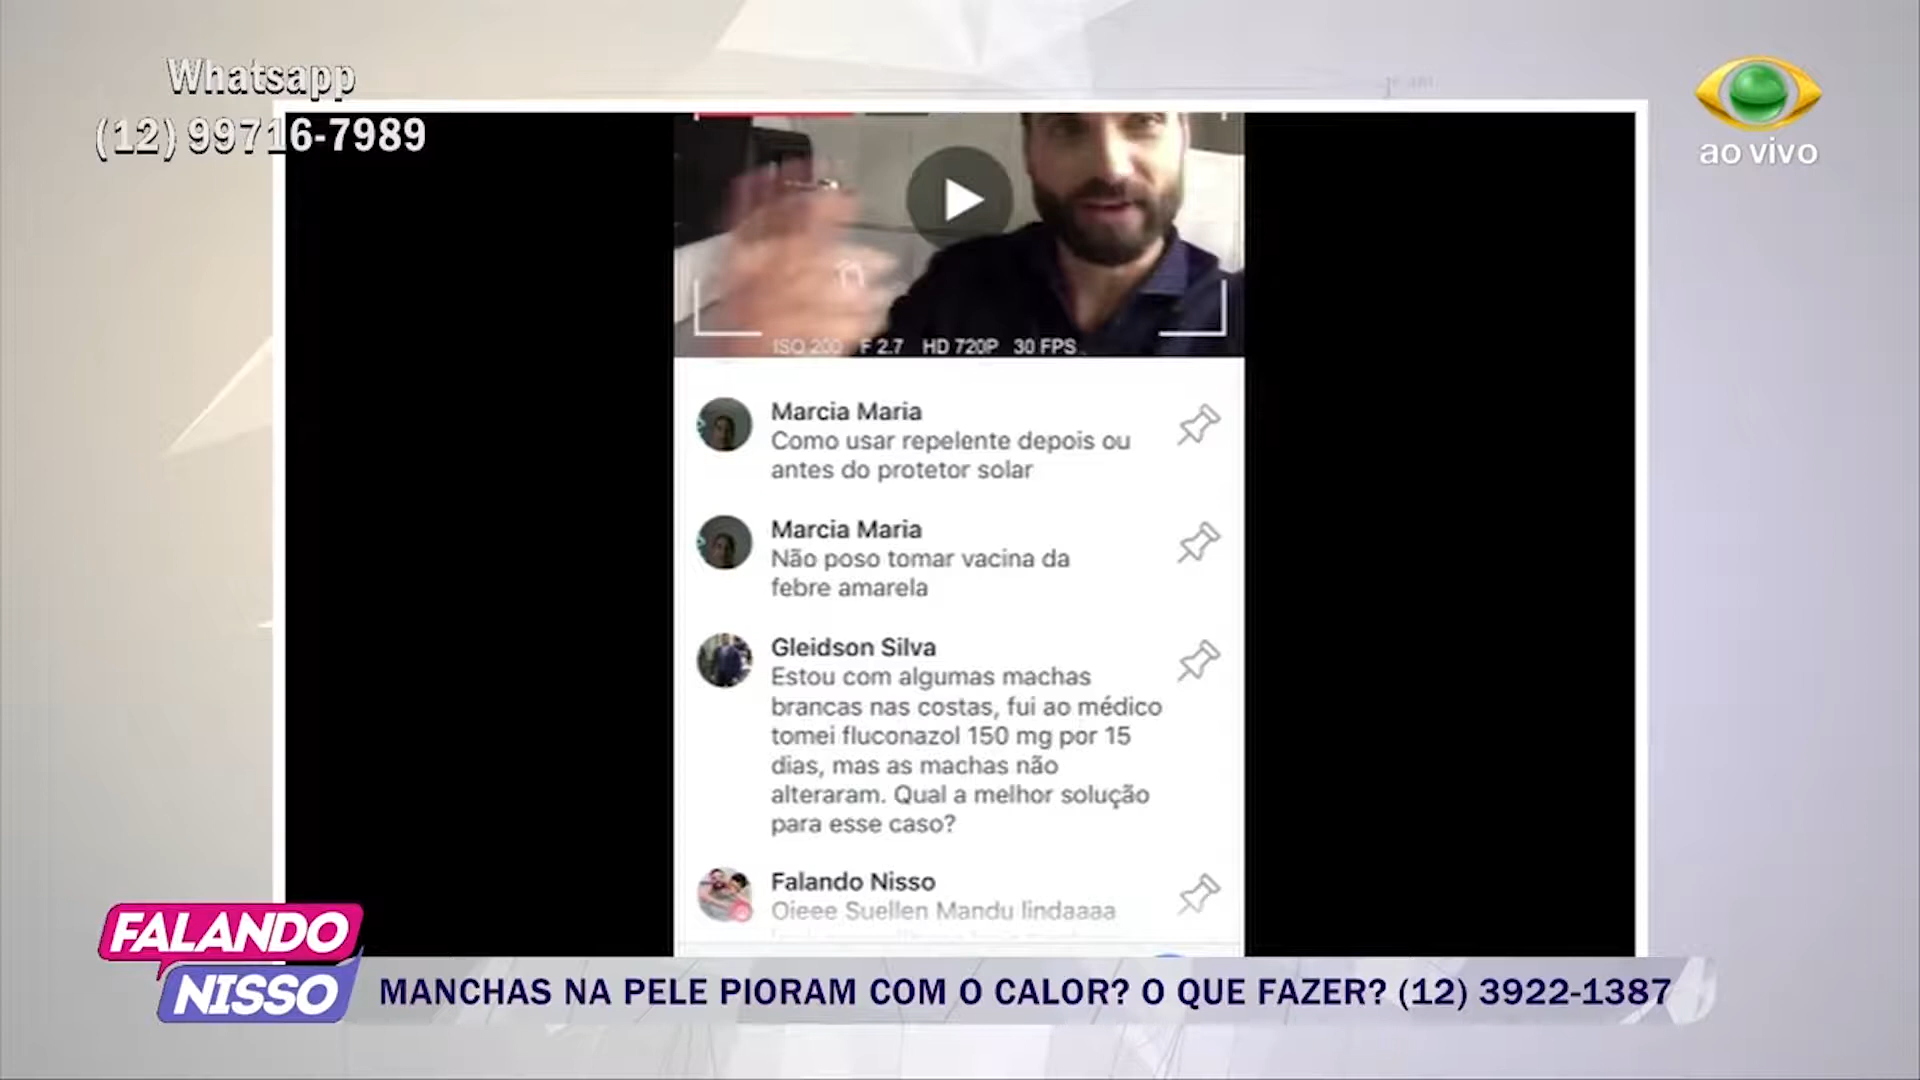 Whatsapp
(12) 99716-7989
ao vivo
ISO 200 F 2.7 HD 720P 30 FPS
Marcia Maria
Como usar repelente depois ou
antes do protetor solar
Marcia Maria
Não poso tomar vacina da
febre amarela
Gleidson Silva
Estou com algumas machas
brancas nas costas, fui ao médico
tomei fluconazol 150 mg por 15
dias, mas as machas não
alteraram. Qual a melhor solução
para esse caso?
Falando Nisso
Oieee Suellen Mandu lindaaaa
FALANDO
NISSO
MANCHAS NA PELE PIORAM COM O CALOR? O QUE FAZER? (12) 3922-1387